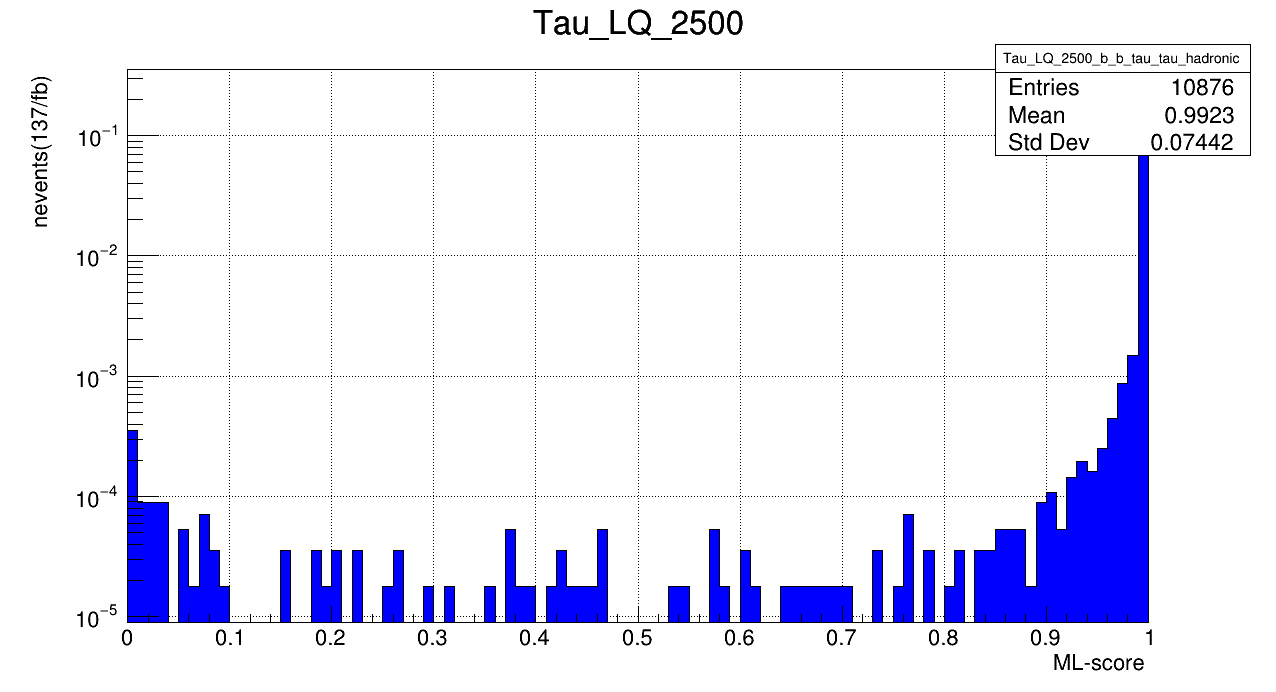 Tau_LQ_2500
Tau_LQ_2500_b_b_tau_tau_hadronic
Entries 10876
Mean 0.9923
Std Dev 0.07442
nevents(137/fb)
10⁻¹
10⁻²
10⁻³
10⁻⁴
10⁻⁵
0 0.1 0.2 0.3 0.4 0.5 0.6 0.7 0.8 0.9 1
ML-score